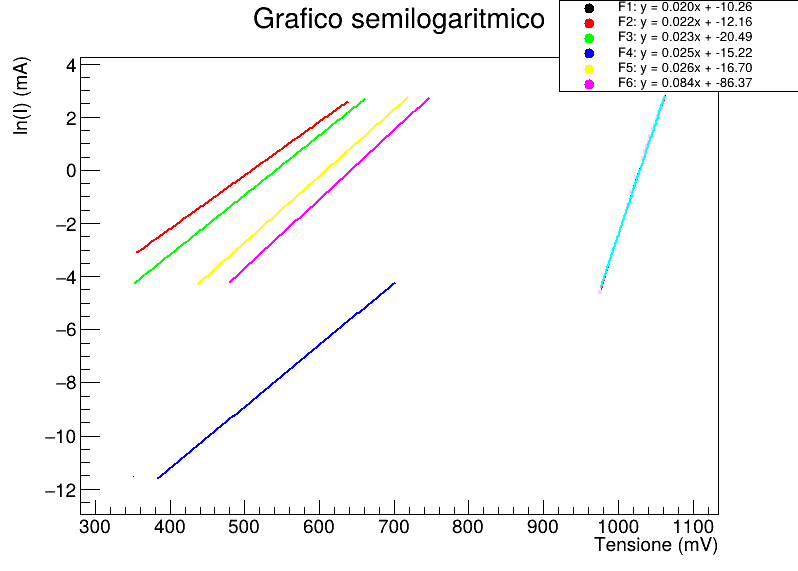 Grafico semilogaritmico
F1: y = 0.020x + -10.26
F2: y = 0.022x + -12.16
F3: y = 0.023x + -20.49
F4: y = 0.025x + -15.22
F5: y = 0.026x + -16.70
F6: y = 0.084x + -86.37
ln(I) (mA)
4
2
0
−2
−4
−6
−8
−10
−12
300 400 500 600 700 800 900 1000 1100
Tensione (mV)